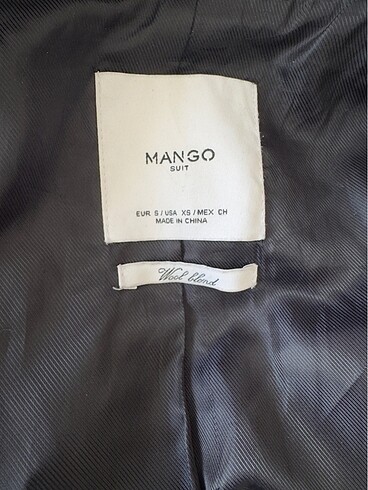 MANGO
SUIT
EUR S / USA XS / MEX CH
MADE IN CHINA
Wool blend